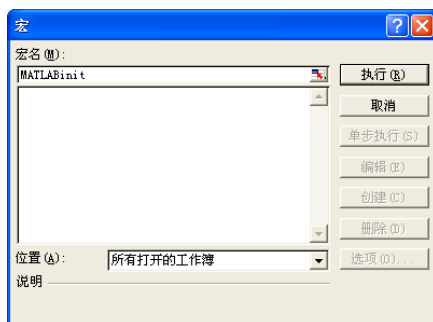 宏
宏名(M):
MATLABinit
执行(R)
取消
单步执行(S)
编辑(E)
创建(C)
删除(D)
位置(A):
所有打开的工作簿
选项(O)...
说明